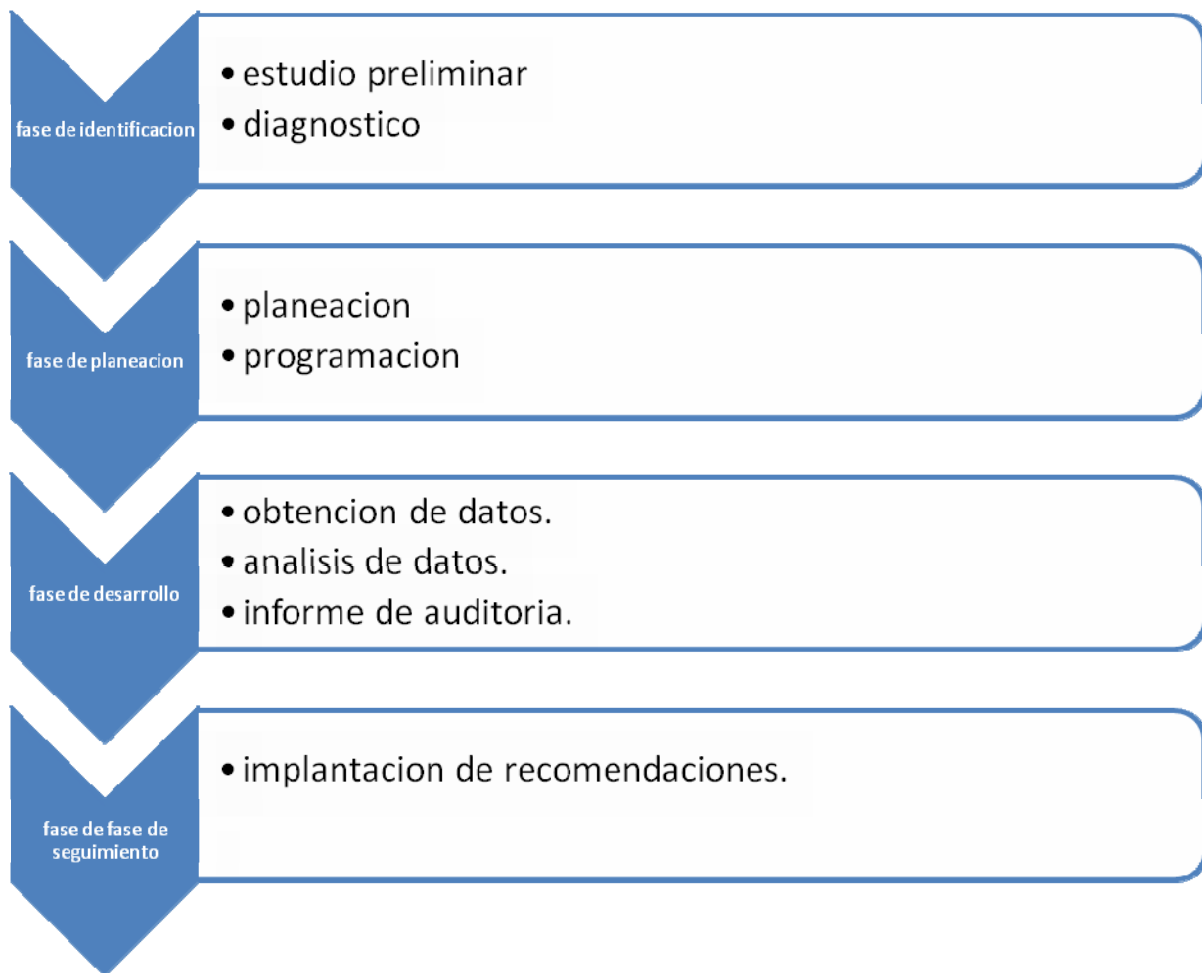 fase de identificacion
• estudio preliminar
• diagnostico
fase de planeacion
• planeacion
• programacion
fase de desarrollo
• obtencion de datos.
• analisis de datos.
• informe de auditoria.
fase de fase de
seguimiento
• implantacion de recomendaciones.